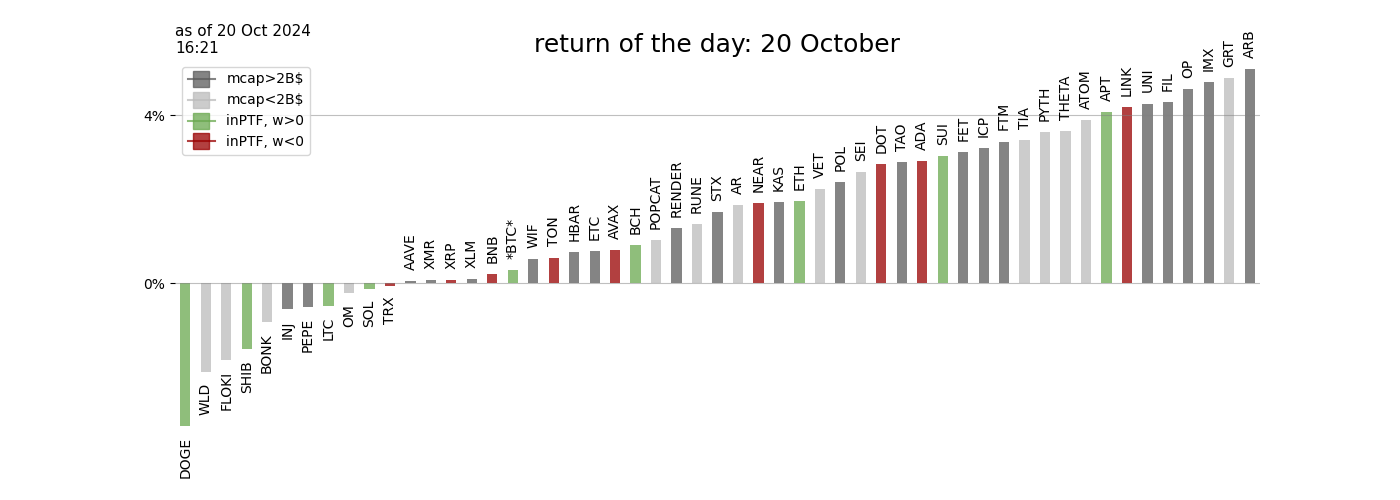 as of 20 Oct 2024
16:21
return of the day: 20 October
mcap>2B$
mcap<2B$
inPTF, w>0
inPTF, w<0
4%
0%
DOGE
WLD
FLOKI
SHIB
BONK
INJ
PEPE
LTC
OM
SOL
TRX
AAVE
XMR
XRP
XLM
BNB
*BTC*
WIF
TON
HBAR
ETC
AVAX
BCH
POPCAT
RENDER
RUNE
STX
AR
NEAR
KAS
ETH
VET
POL
SEI
DOT
TAO
ADA
SUI
FET
ICP
FTM
TIA
PYTH
THETA
ATOM
APT
LINK
UNI
FIL
OP
IMX
GRT
ARB